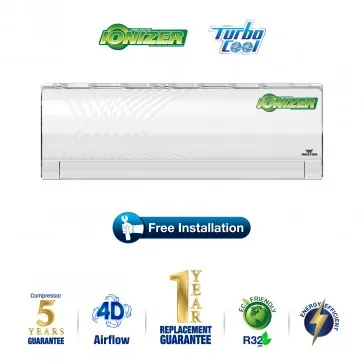 IONIZER
Turbo
Cool
IONIZER
WALTON
Free Installation
Compressor
5
YEARS
GUARANTEE
4D
Airflow
1
YEAR
REPLACEMENT
GUARANTEE
ECO FRIENDLY
R32
ENERGY EFFICIENT